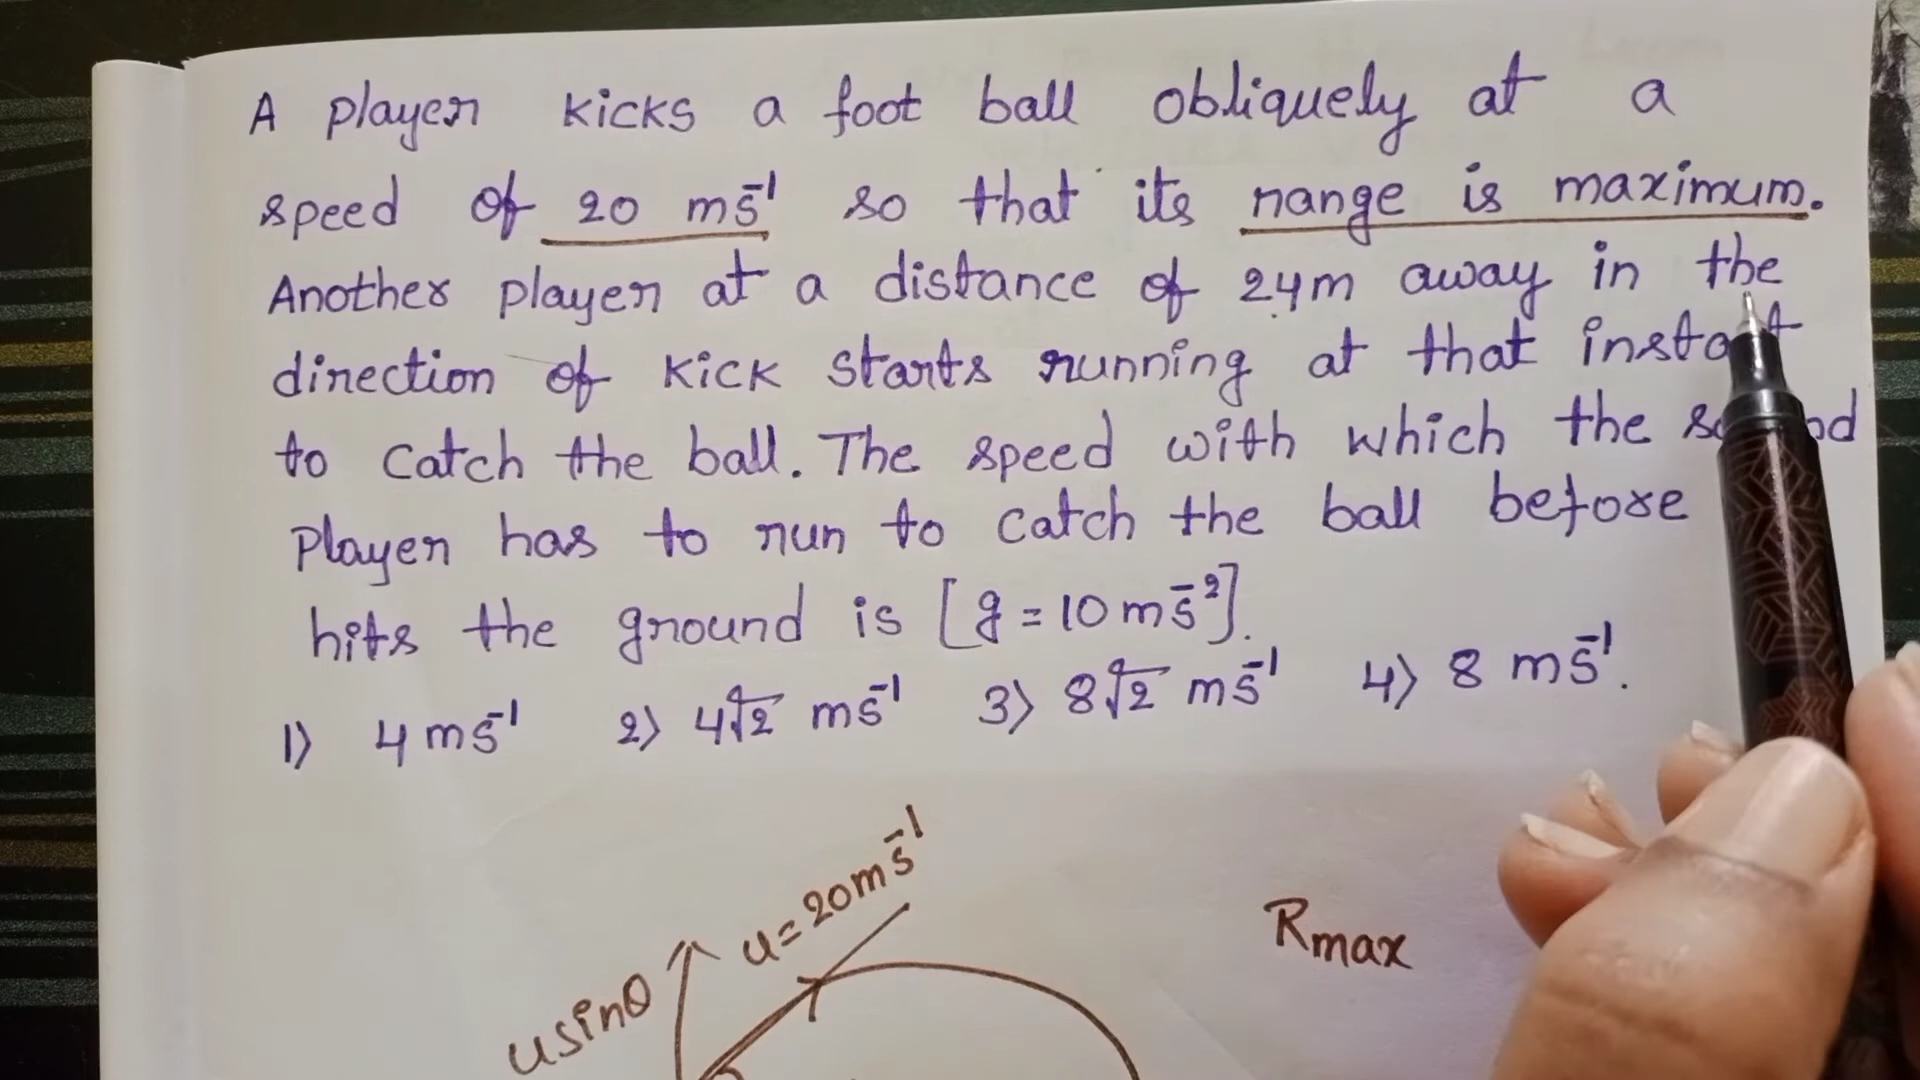 A player kicks a foot ball obliquely at a
speed of 20 ms⁻¹ so that its range is maximum.
Another player at a distance of 24m away in the
direction of kick starts running at that
to catch the ball. The speed with which the
Player has to run to catch the ball before
hits the ground is [g = 10 ms⁻²].
1) 4 ms⁻¹ 2) 4√2 ms⁻¹ 3) 8√2 ms⁻¹ 4) 8 ms⁻¹.
u = 20ms⁻¹
Rmax
usinθ